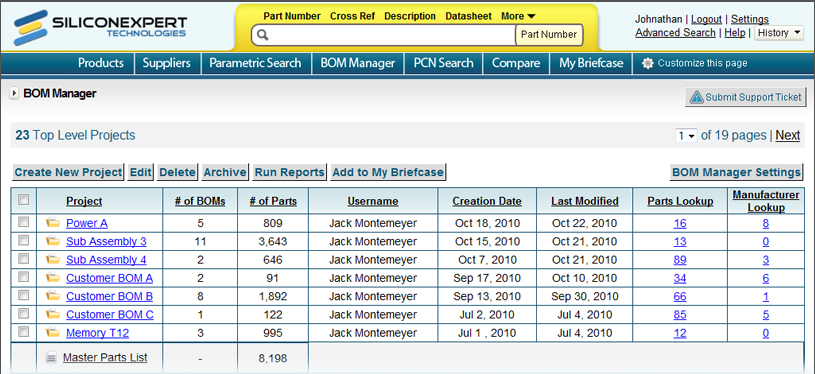 SILICONEXPERT
TECHNOLOGIES
Part Number Cross Ref Description Datasheet More
Part Number
Johnathan | Logout | Settings
Advanced Search | Help | History
Products Suppliers Parametric Search BOM Manager PCN Search Compare My Briefcase Customize this page
BOM Manager
Submit Support Ticket
23 Top Level Projects
1 of 19 pages | Next
Create New Project Edit Delete Archive Run Reports Add to My Briefcase BOM Manager Settings
Project # of BOMs # of Parts Username Creation Date Last Modified Parts Lookup Manufacturer Lookup
Power A 5 809 Jack Montemeyer Oct 18, 2010 Oct 22, 2010 16 8
Sub Assembly 3 11 3,643 Jack Montemeyer Oct 15, 2010 Oct 21, 2010 13 0
Sub Assembly 4 2 646 Jack Montemeyer Oct 7, 2010 Oct 21, 2010 89 3
Customer BOM A 2 91 Jack Montemeyer Sep 17, 2010 Oct 10, 2010 34 6
Customer BOM B 8 1,892 Jack Montemeyer Sep 13, 2010 Sep 30, 2010 66 1
Customer BOM C 1 122 Jack Montemeyer Jul 2, 2010 Jul 4, 2010 85 5
Memory T12 3 995 Jack Montemeyer Jul 1 , 2010 Jul 4, 2010 12 0
Master Parts List - 8,198